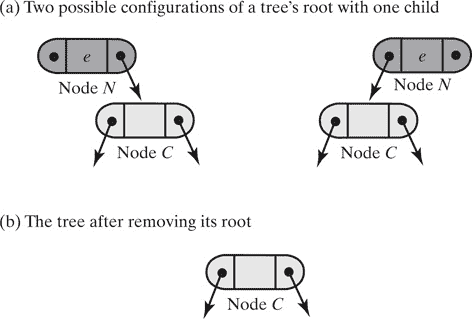 (a) Two possible configurations of a tree's root with one child
e
e
Node N
Node N
Node C
Node C
(b) The tree after removing its root
Node C